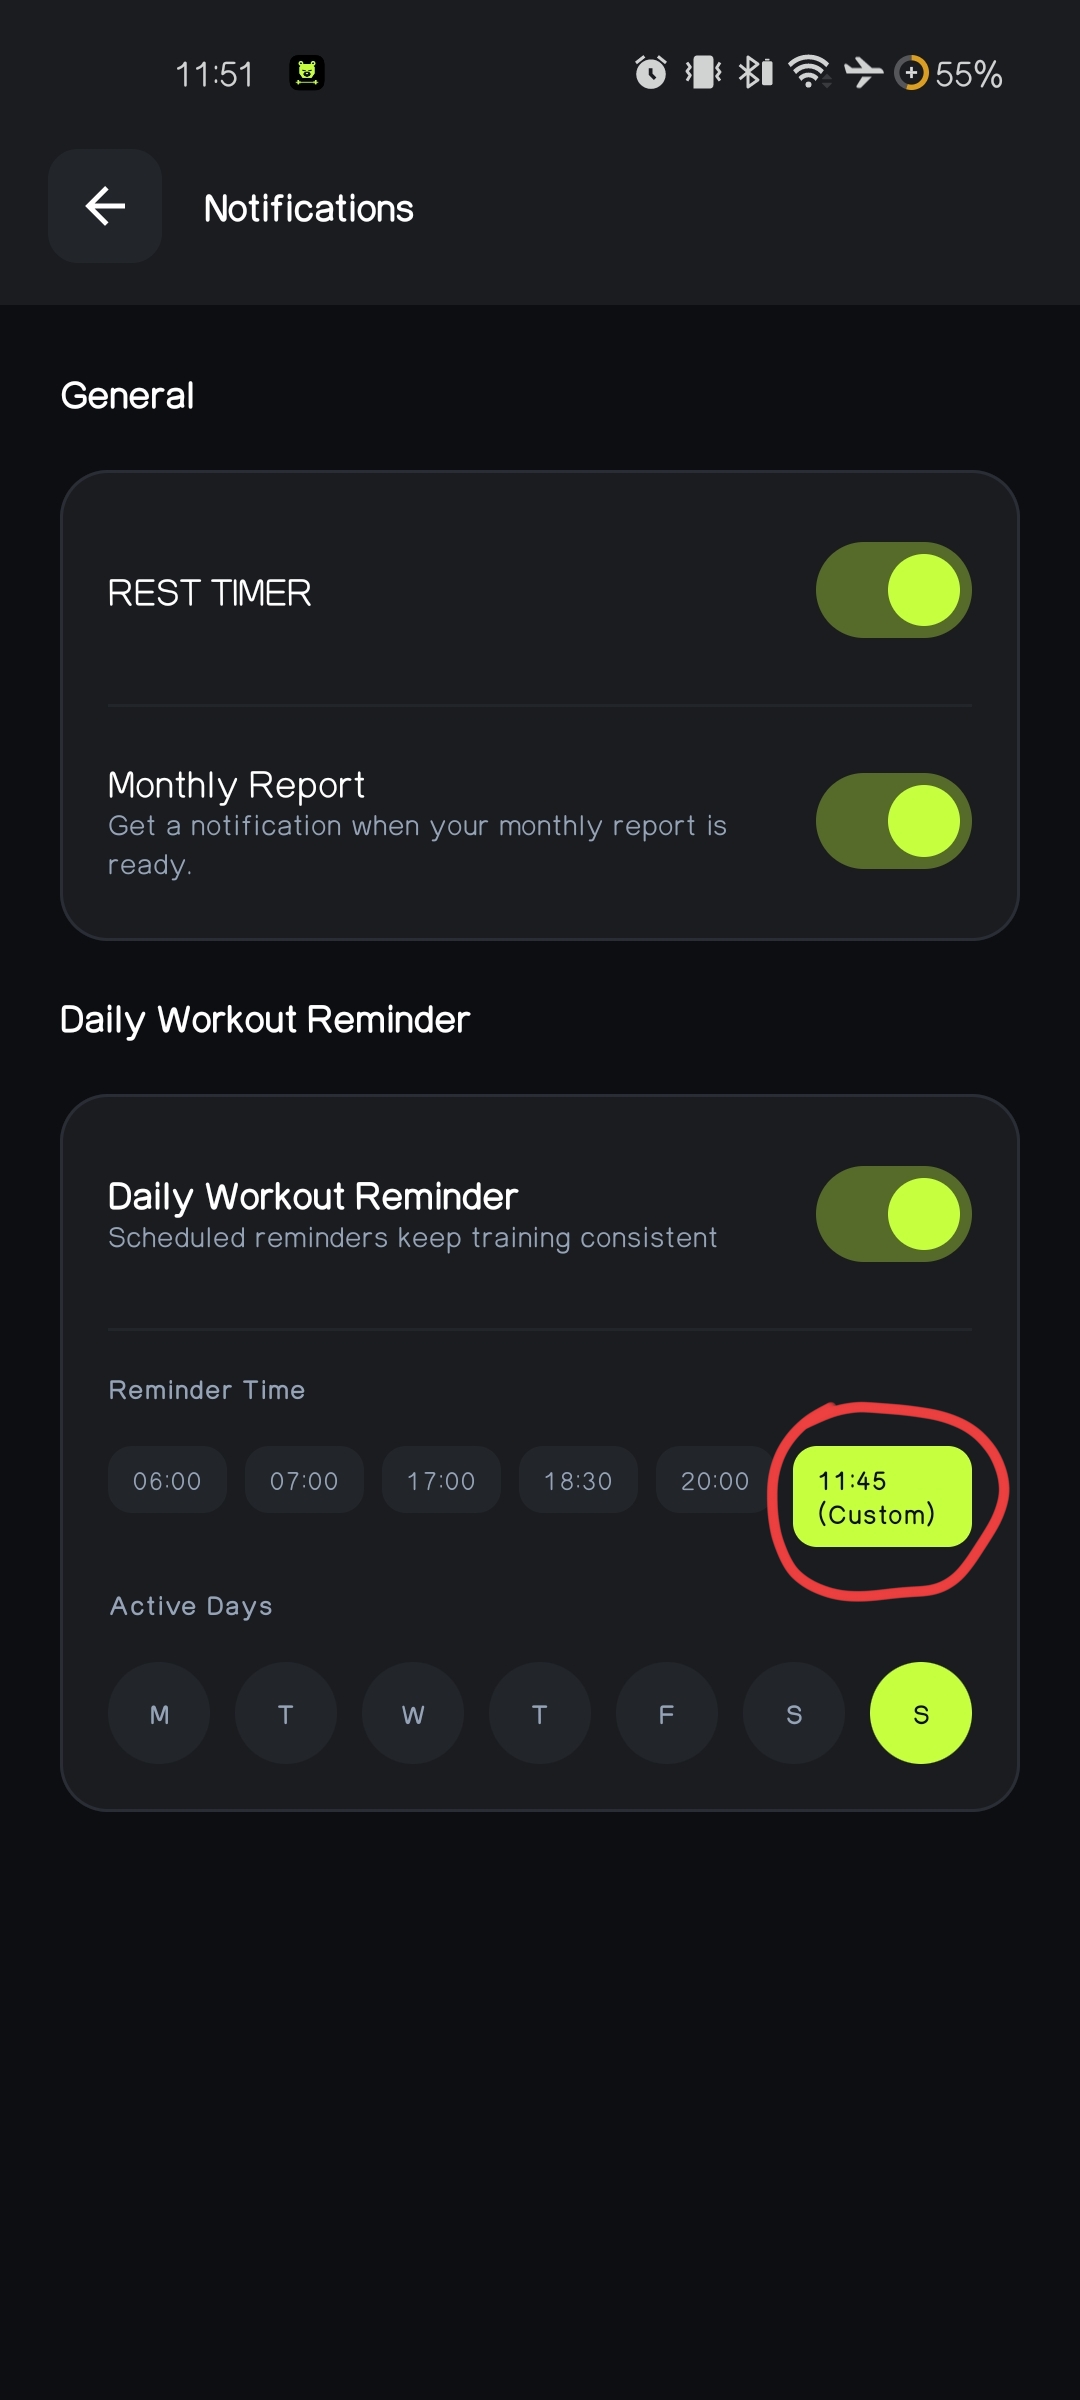 11:51 55%
Notifications
General
REST TIMER
Monthly Report
Get a notification when your monthly report is
ready.
Daily Workout Reminder
Daily Workout Reminder
Scheduled reminders keep training consistent
Reminder Time
06:00 07:00 17:00 18:30 20:00 11:45
(Custom)
Active Days
M T W T F S S